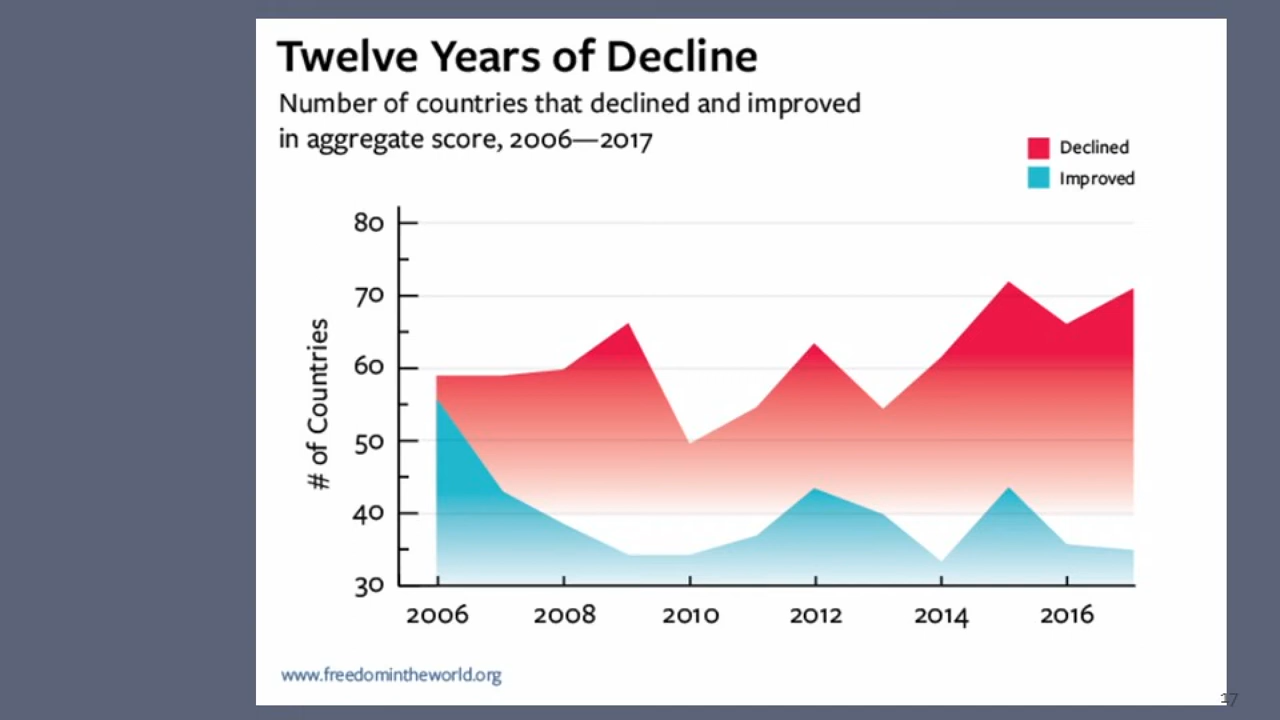 Twelve Years of Decline
Number of countries that declined and improved
in aggregate score, 2006—2017
Declined
Improved
80
70
60
50
40
30
# of Countries
2006 2008 2010 2012 2014 2016
www.freedomintheworld.org
17